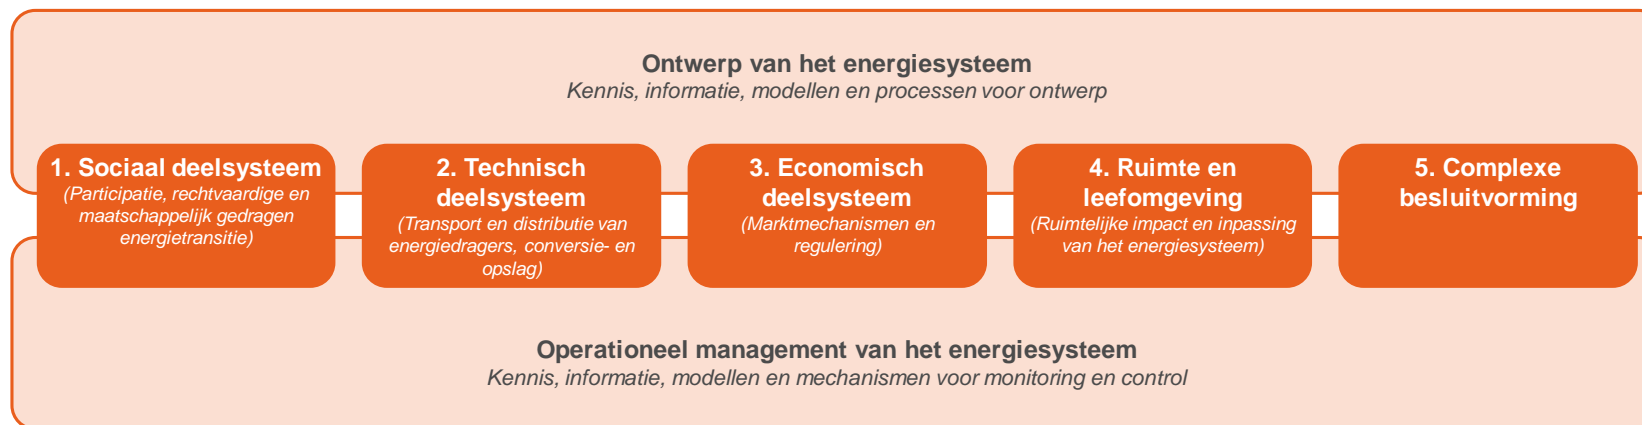 Ontwerp van het energiesysteem
Kennis, informatie, modellen en processen voor ontwerp
1. Sociaal deelsysteem
(Participatie, rechtvaardige en
maatschappelijk gedragen
energietransitie)
2. Technisch
deelsysteem
(Transport en distributie van
energiedragers, conversie- en
opslag)
3. Economisch
deelsysteem
(Marktmechanismen en
regulering)
4. Ruimte en
leefomgeving
(Ruimtelijke impact en inpassing
van het energiesysteem)
5. Complexe
besluitvorming
Operationeel management van het energiesysteem
Kennis, informatie, modellen en mechanismen voor monitoring en control